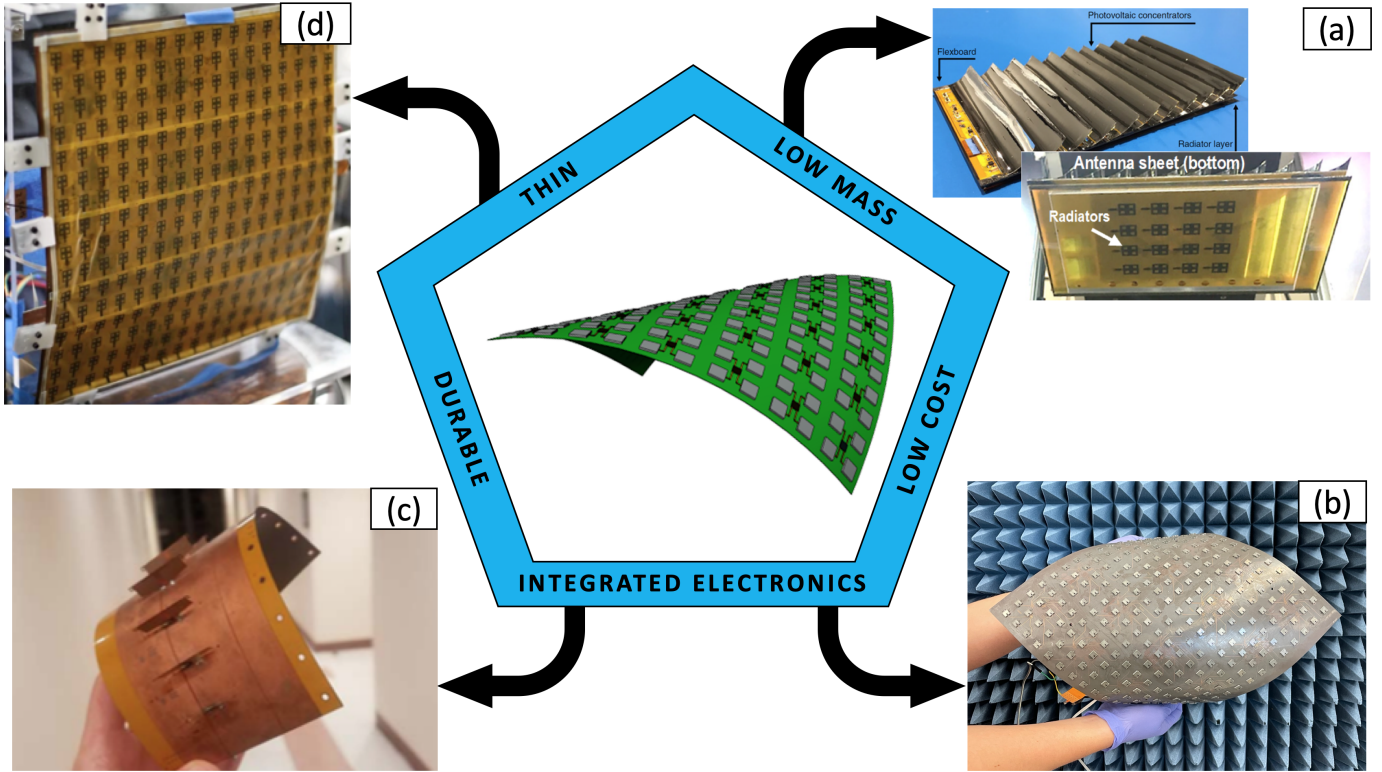 (d)
(a)
Photovoltaic concentrators
Flexboard
Radiator layer
Antenna sheet (bottom)
Radiators
THIN
LOW MASS
DURABLE
LOW COST
INTEGRATED ELECTRONICS
(c)
(b)